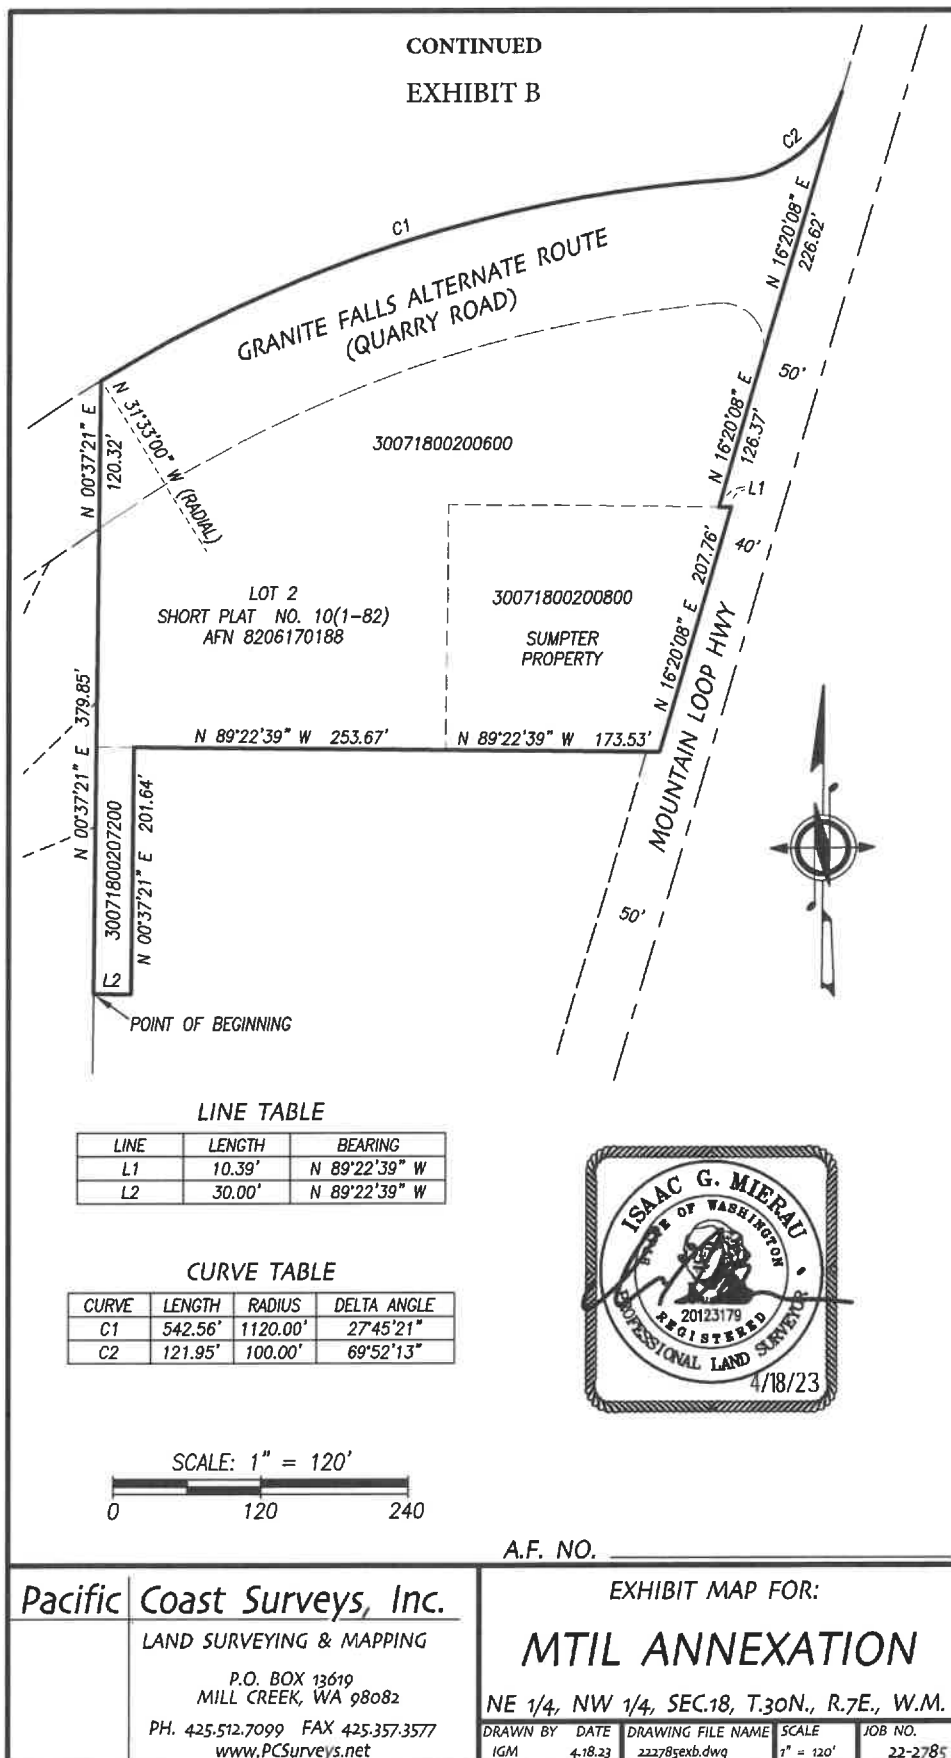 CONTINUED
EXHIBIT B
C2
C1
N 16°20'08" E
226.62'
GRANITE FALLS ALTERNATE ROUTE
(QUARRY ROAD)
50'
N 00°37'21" E
120.32'
N 31°33'00" W (RADIAL)
N 16°20'08" E
126.37'
30071800200600
L1
40'
LOT 2
SHORT PLAT NO. 10(1-82)
AFN 8206170188
30071800200800
SUMPTER
PROPERTY
N 16°20'08" E 207.76'
MOUNTAIN LOOP HWY
N 00°37'21" E 379.85'
N 89°22'39" W 253.67'
N 89°22'39" W 173.53'
30071800207200
N 00°37'21" E 201.64'
50'
L2
POINT OF BEGINNING
LINE TABLE
LINE LENGTH BEARING
L1 10.39' N 89°22'39" W
L2 30.00' N 89°22'39" W
CURVE TABLE
CURVE LENGTH RADIUS DELTA ANGLE
C1 542.56' 1120.00' 27°45'21"
C2 121.95' 100.00' 69°52'13"
ISAAC G. MIERAU
OF WASHINGTON
20123179
REGISTERED
PROFESSIONAL LAND SURVEYOR
4/18/23
SCALE: 1" = 120'
0 120 240
A.F. NO.
Pacific Coast Surveys, Inc.
LAND SURVEYING & MAPPING
P.O. BOX 13619
MILL CREEK, WA 98082
PH. 425.512.7099 FAX 425.357.3577
www.PCSurveys.net
EXHIBIT MAP FOR:
MTIL ANNEXATION
NE 1/4, NW 1/4, SEC.18, T.30N., R.7E., W.M.
DRAWN BY DATE DRAWING FILE NAME SCALE JOB NO.
IGM 4.18.23 222785exb.dwg 1" = 120' 22-2785